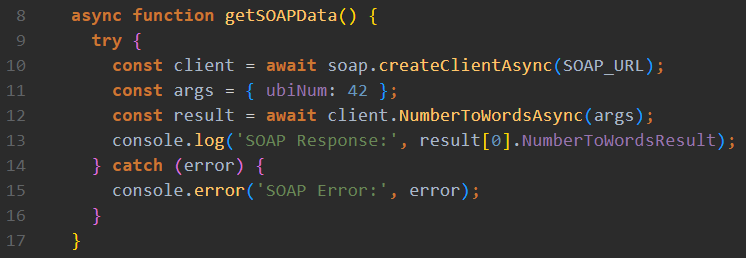 8 async function getSOAPData() {
9 try {
10 const client = await soap.createClientAsync(SOAP_URL);
11 const args = { ubiNum: 42 };
12 const result = await client.NumberToWordsAsync(args);
13 console.log('SOAP Response:', result[0].NumberToWordsResult);
14 } catch (error) {
15 console.error('SOAP Error:', error);
16 }
17 }